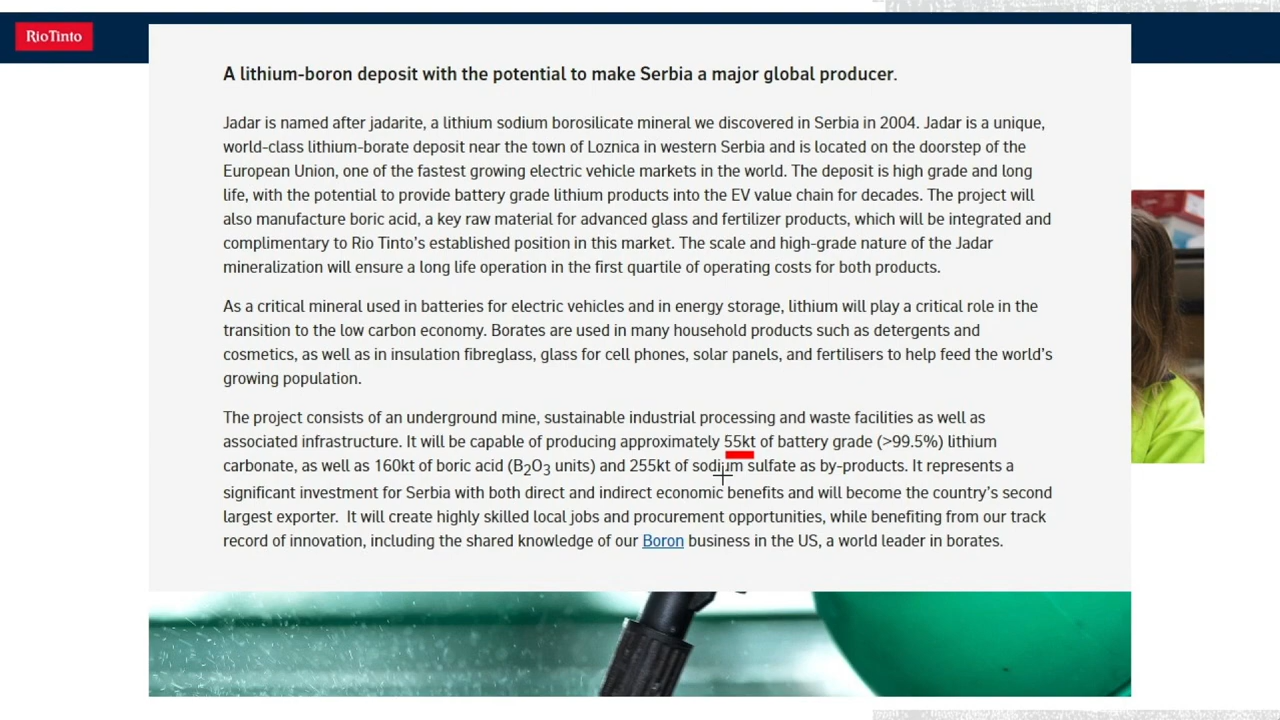 RioTinto
A lithium-boron deposit with the potential to make Serbia a major global producer.
Jadar is named after jadarite, a lithium sodium borosilicate mineral we discovered in Serbia in 2004. Jadar is a unique,
world-class lithium-borate deposit near the town of Loznica in western Serbia and is located on the doorstep of the
European Union, one of the fastest growing electric vehicle markets in the world. The deposit is high grade and long
life, with the potential to provide battery grade lithium products into the EV value chain for decades. The project will
also manufacture boric acid, a key raw material for advanced glass and fertilizer products, which will be integrated and
complimentary to Rio Tinto’s established position in this market. The scale and high-grade nature of the Jadar
mineralization will ensure a long life operation in the first quartile of operating costs for both products.
As a critical mineral used in batteries for electric vehicles and in energy storage, lithium will play a critical role in the
transition to the low carbon economy. Borates are used in many household products such as detergents and
cosmetics, as well as in insulation fibreglass, glass for cell phones, solar panels, and fertilisers to help feed the world’s
growing population.
The project consists of an underground mine, sustainable industrial processing and waste facilities as well as
associated infrastructure. It will be capable of producing approximately 55kt of battery grade (>99.5%) lithium
carbonate, as well as 160kt of boric acid (B2O3 units) and 255kt of sodium sulfate as by-products. It represents a
significant investment for Serbia with both direct and indirect economic benefits and will become the country’s second
largest exporter.  It will create highly skilled local jobs and procurement opportunities, while benefiting from our track
record of innovation, including the shared knowledge of our Boron business in the US, a world leader in borates.